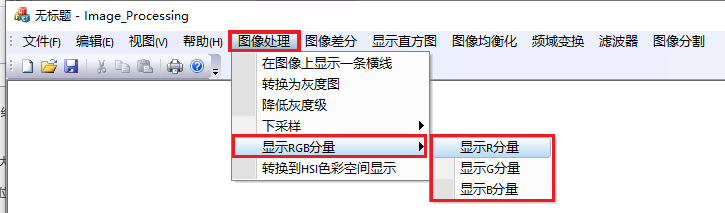 无标题 - Image_Processing
文件(F) 编辑(E) 视图(V) 帮助(H) 图像处理 图像差分 显示直方图 图像均衡化 频域变换 滤波器 图像分割
在图像上显示一条横线
转换为灰度图
降低灰度级
下采样
显示RGB分量
转换到HSI色彩空间显示
显示R分量
显示G分量
显示B分量